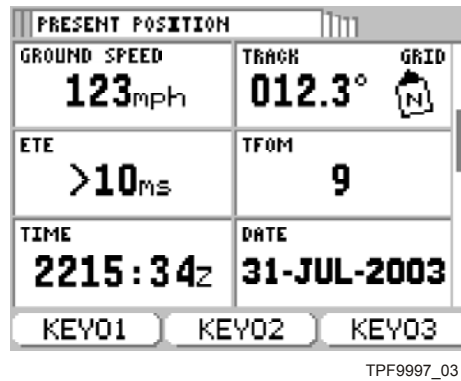 PRESENT POSITION
GROUND SPEED
123mph
TRACK GRID
012.3° N
ETE
>10ms
TFOM
9
TIME
2215:34z
DATE
31-JUL-2003
KEY01 KEY02 KEY03
TPF9997_03